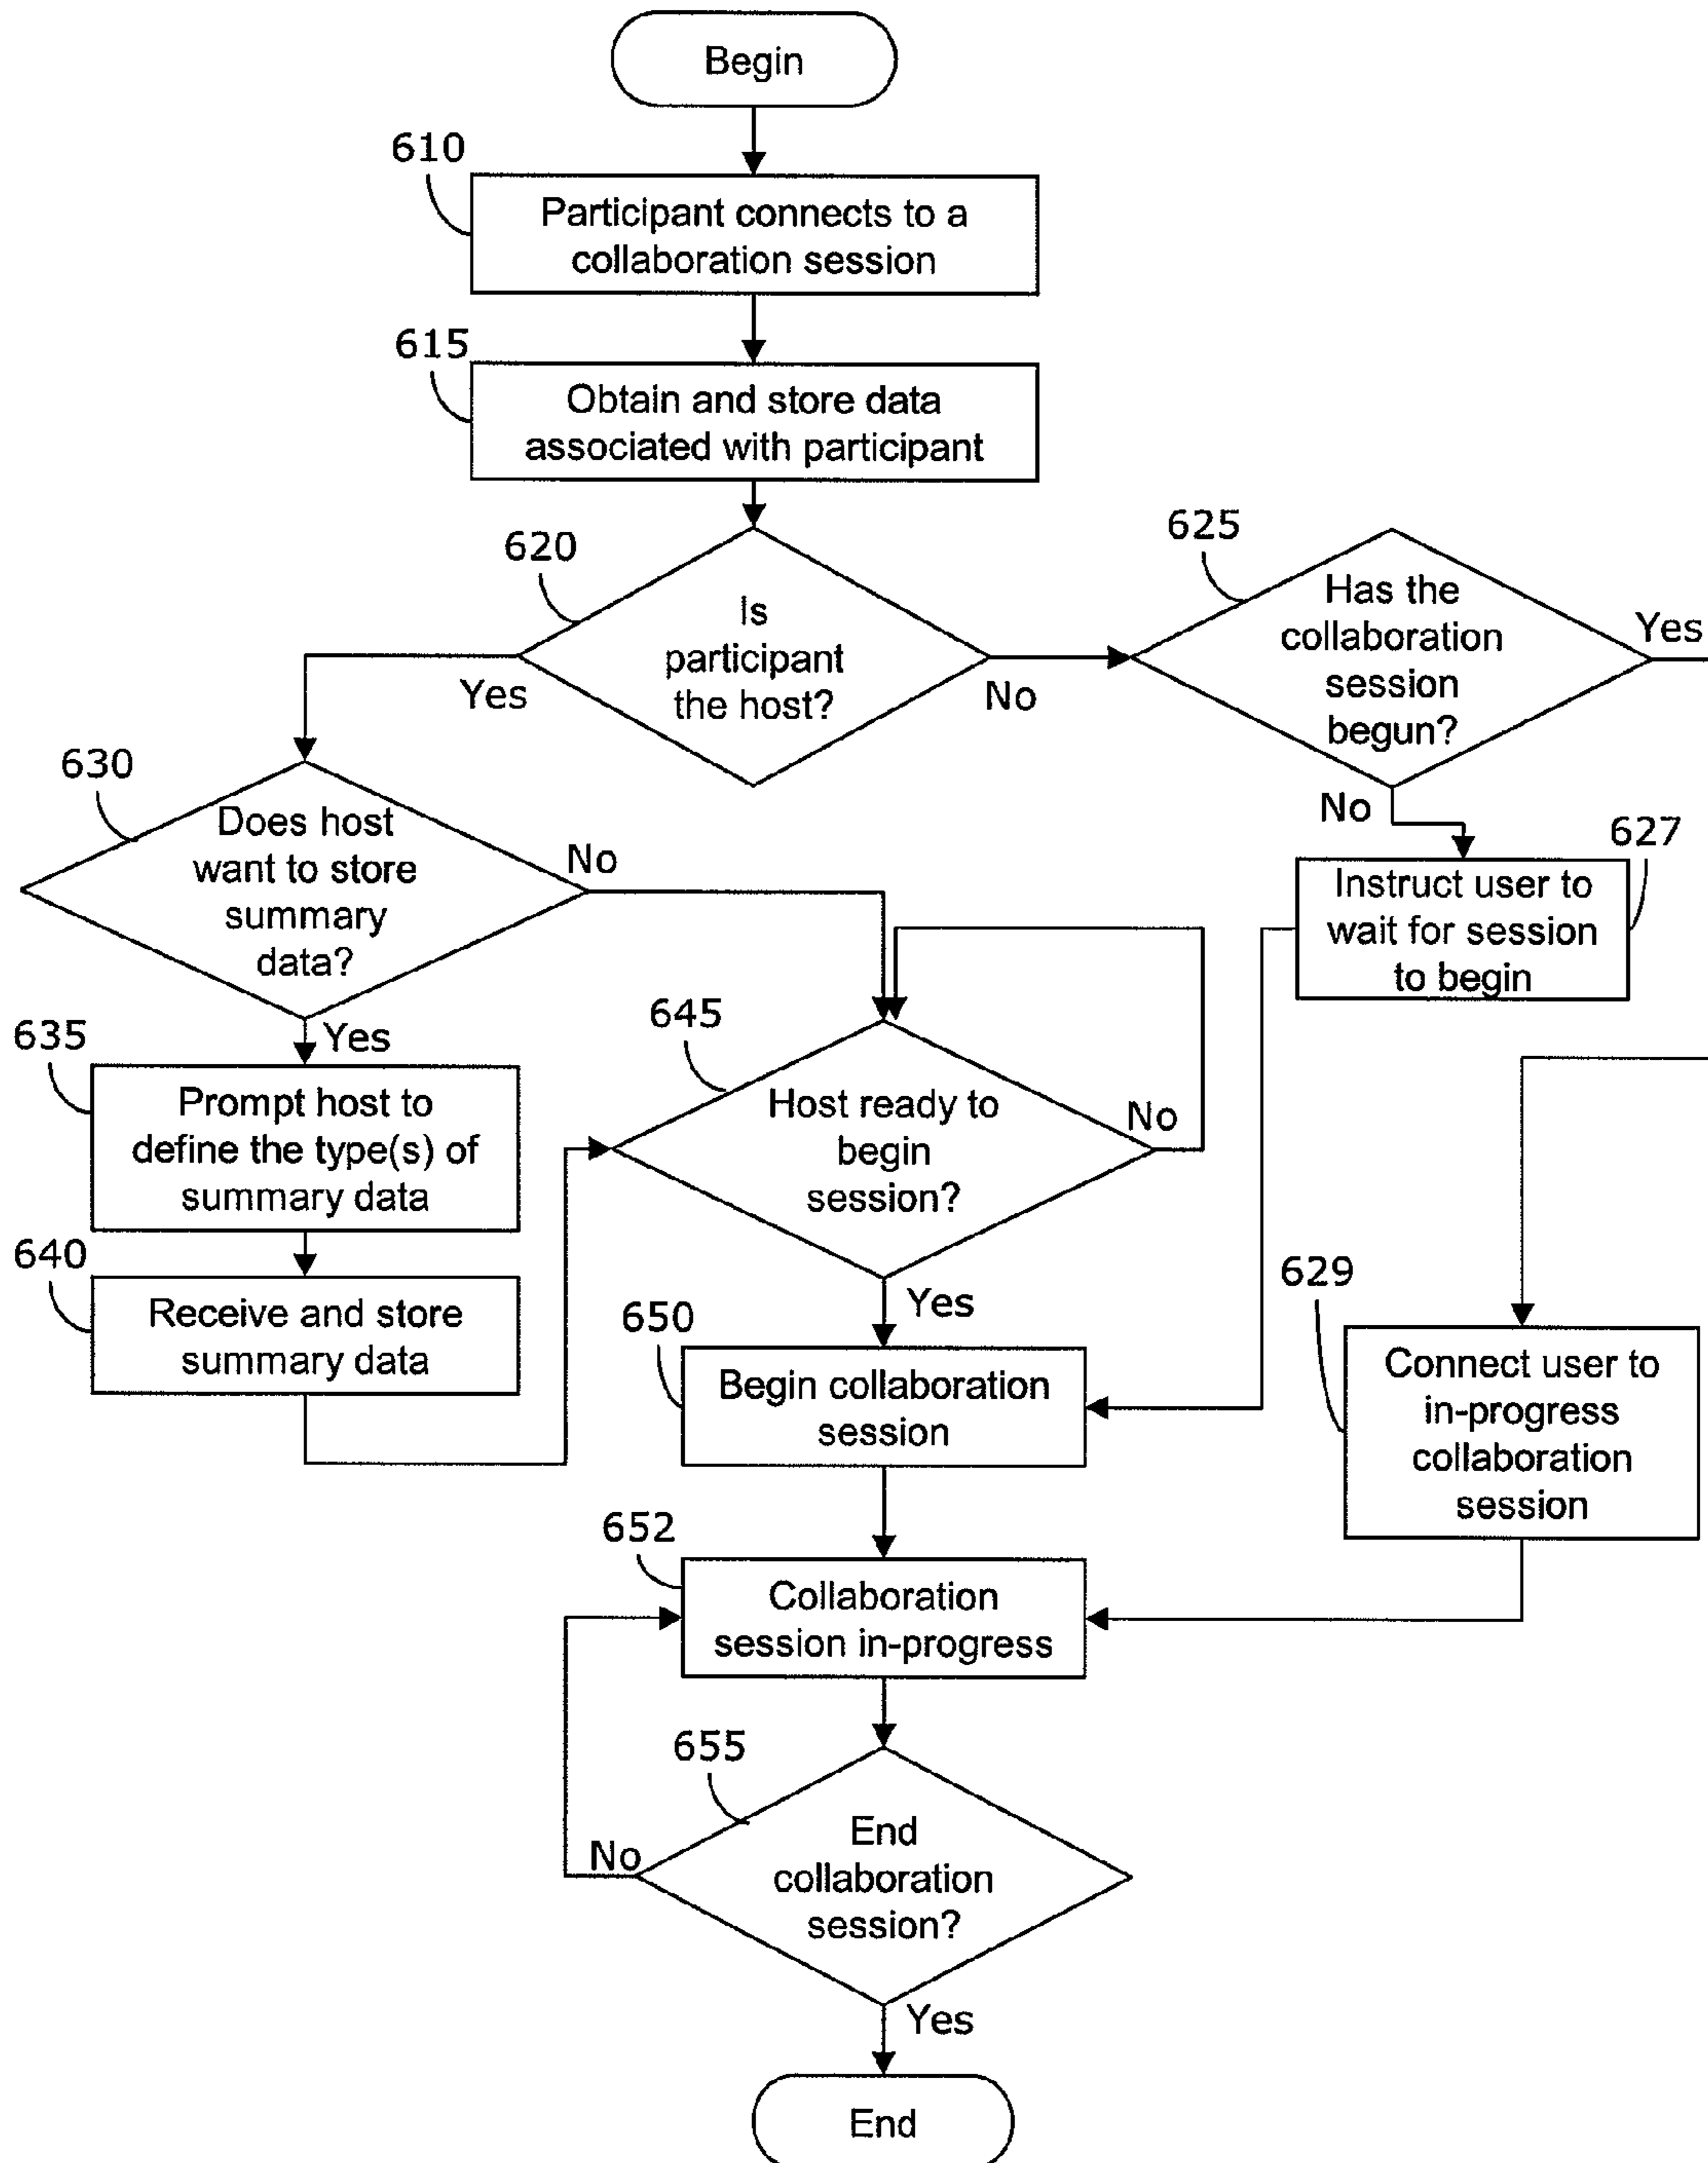 Begin
610
Participant connects to a
collaboration session
615
Obtain and store data
associated with participant
620
Is
participant
the host?
Yes
No
625
Has the
collaboration
session
begun?
Yes
No
627
Instruct user to
wait for session
to begin
630
Does host
want to store
summary
data?
No
Yes
635
Prompt host to
define the type(s) of
summary data
640
Receive and store
summary data
645
Host ready to
begin
session?
No
Yes
629
Connect user to
in-progress
collaboration
session
650
Begin collaboration
session
652
Collaboration
session in-progress
655
End
collaboration
session?
No
Yes
End